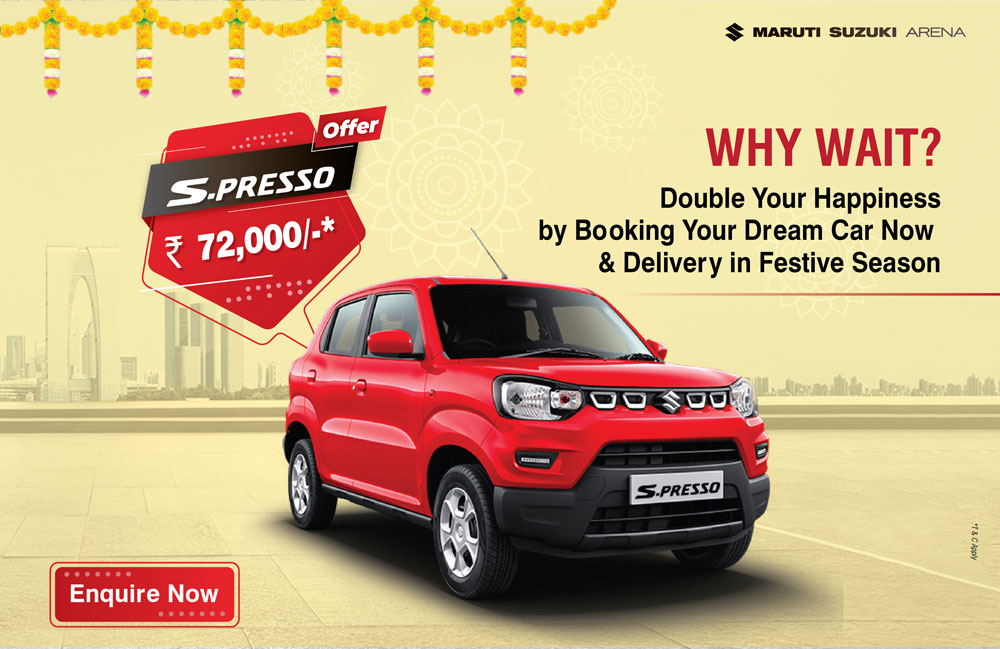 MARUTI SUZUKI ARENA
Offer
S-PRESSO
₹ 72,000/-*
WHY WAIT?
Double Your Happiness
by Booking Your Dream Car Now
& Delivery in Festive Season
S-PRESSO
*T & C Apply
Enquire Now